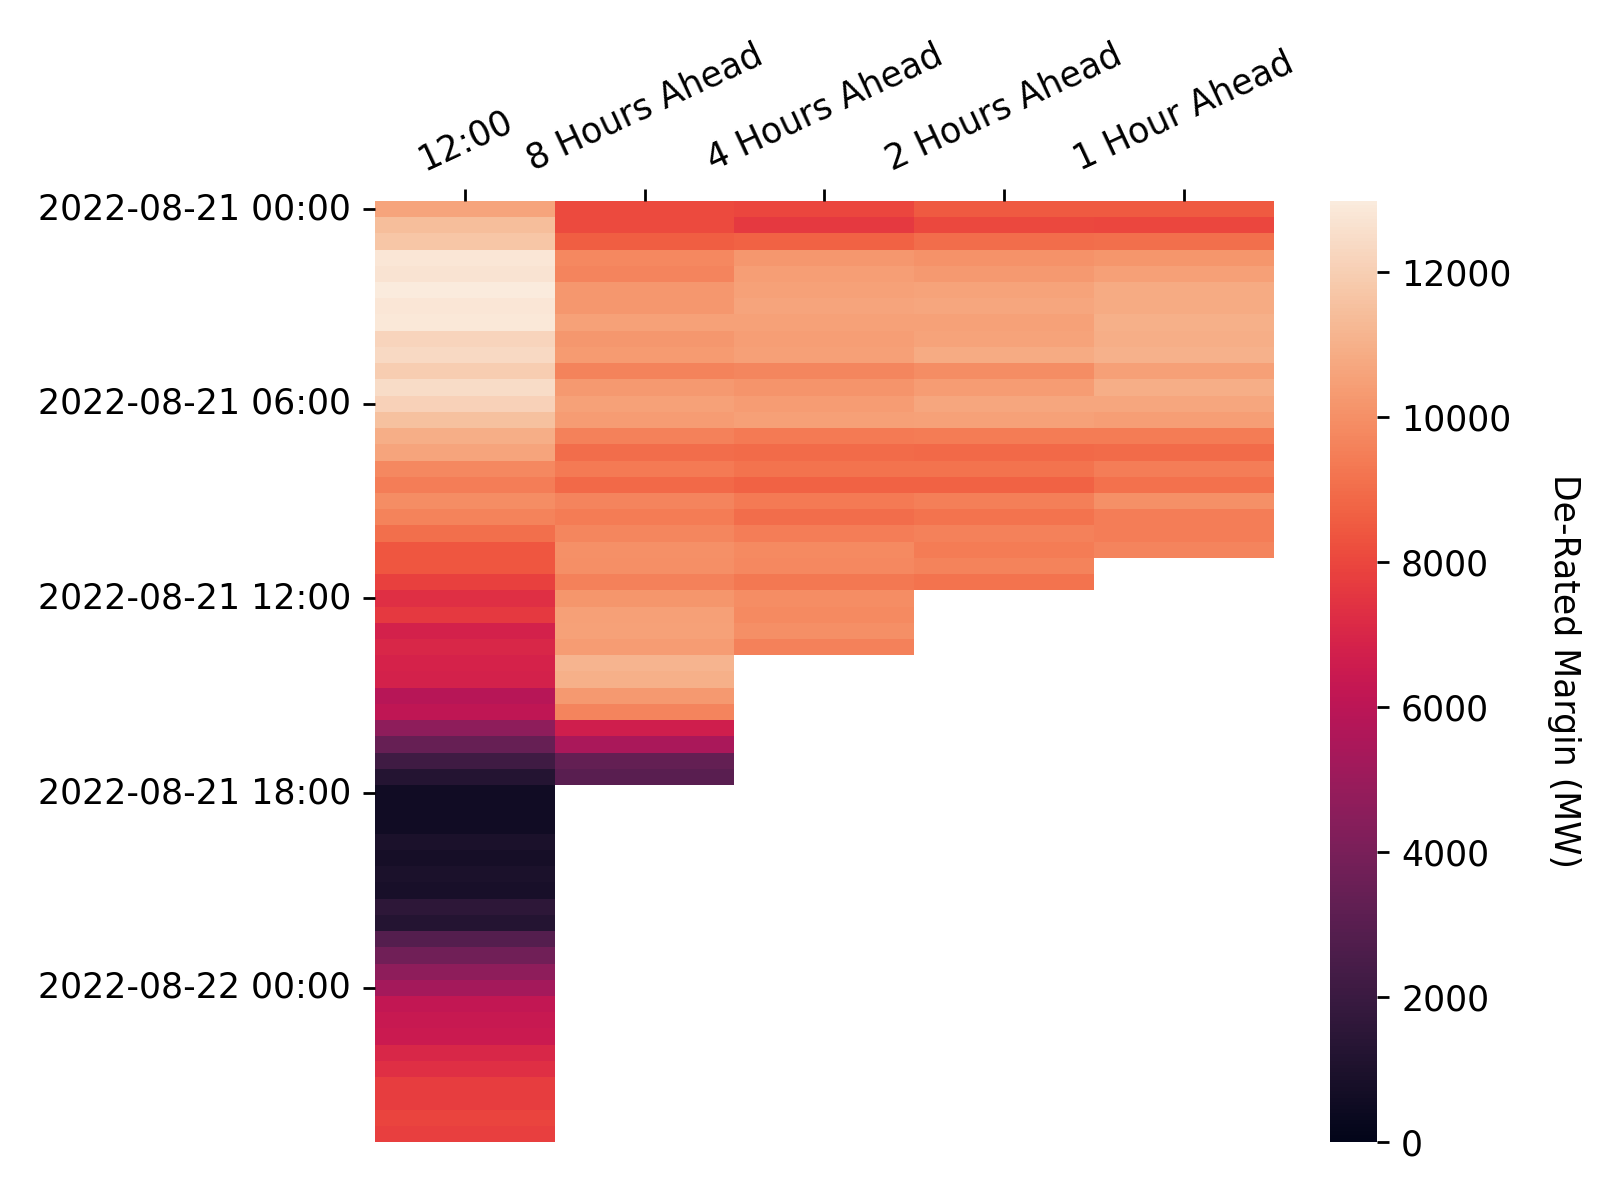 12:00
8 Hours Ahead
4 Hours Ahead
2 Hours Ahead
1 Hour Ahead
2022-08-21 00:00
2022-08-21 06:00
2022-08-21 12:00
2022-08-21 18:00
2022-08-22 00:00
12000
10000
8000
6000
4000
2000
0
De-Rated Margin (MW)